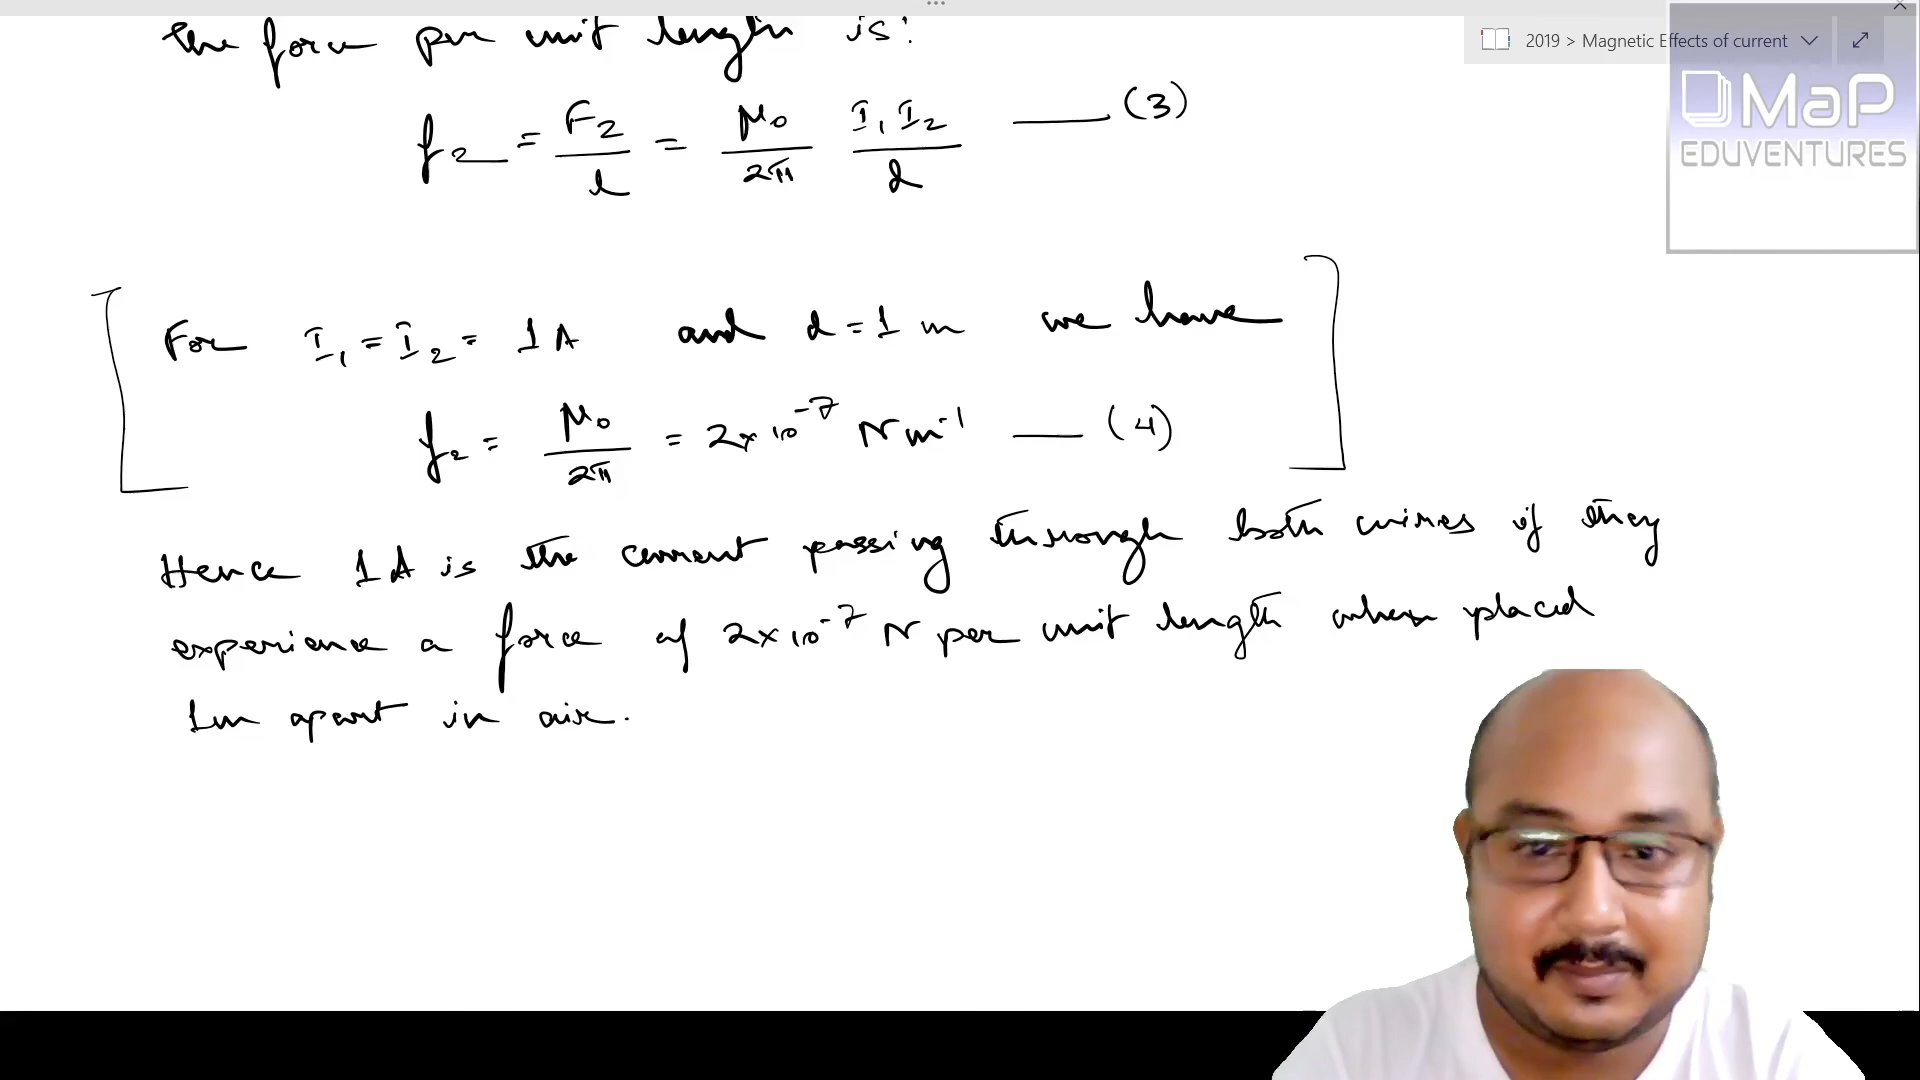 the force per unit length is:
2019 > Magnetic Effects of current
MaP
EDUVENTURES
f₂ = F₂/l = μ₀/2π I₁I₂/d —— (3)
For I₁ = I₂ = 1A and d = 1 m we have
f₂ = μ₀/2π = 2×10⁻⁷ N m⁻¹ —— (4)
Hence 1A is the current passing through both wires if they
experience a force of 2×10⁻⁷ N per unit length when placed
1m apart in air.